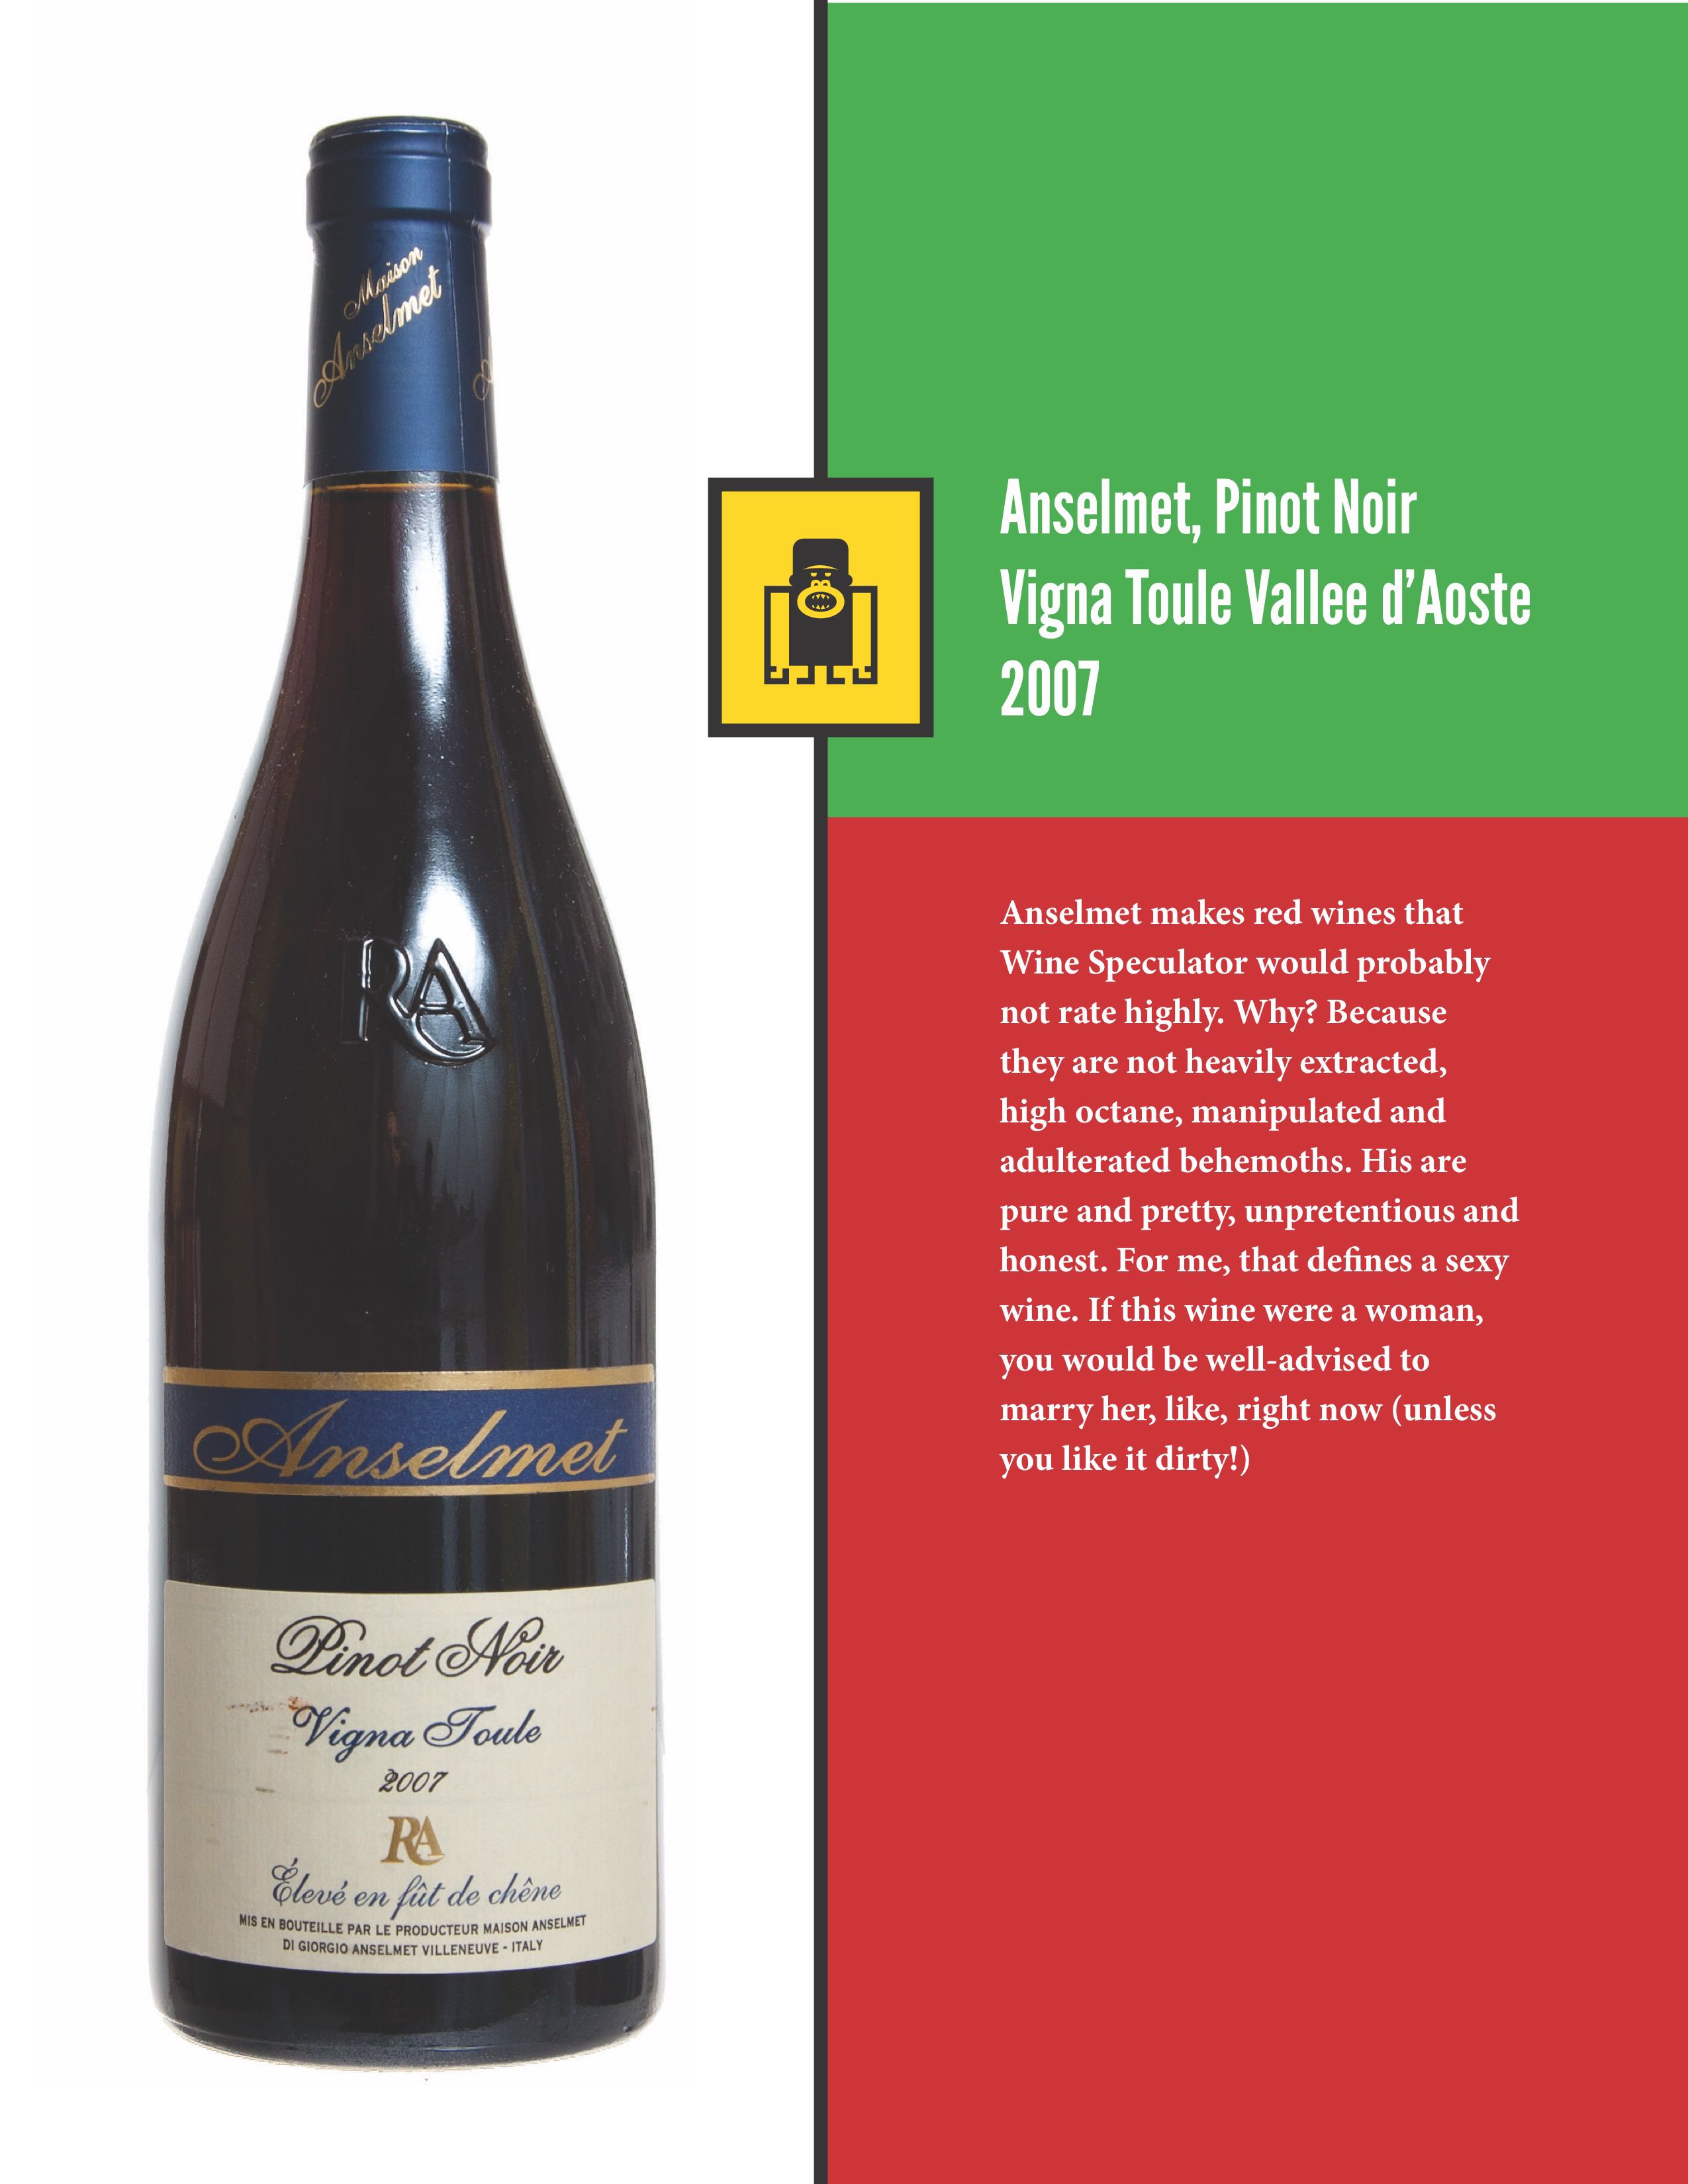 Maison
Anselmet
RA
Anselmet
Pinot Noir
Vigna Toule
2007
RA
Élevé en fût de chêne
MIS EN BOUTEILLE PAR LE PRODUCTEUR MAISON ANSELMET
DI GIORGIO ANSELMET VILLENEUVE - ITALY
Anselmet, Pinot Noir
Vigna Toule Vallee d’Aoste
2007
Anselmet makes red wines that
Wine Speculator would probably
not rate highly. Why? Because
they are not heavily extracted,
high octane, manipulated and
adulterated behemoths. His are
pure and pretty, unpretentious and
honest. For me, that defines a sexy
wine. If this wine were a woman,
you would be well-advised to
marry her, like, right now (unless
you like it dirty!)